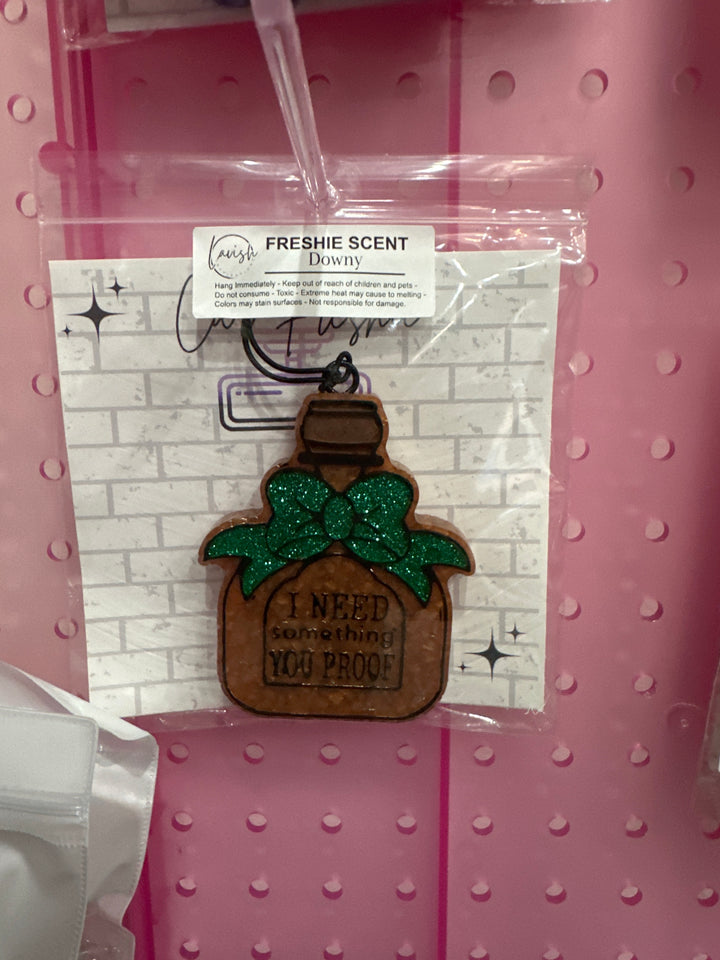 Lavish
FRESHIE SCENT
Downy
Hang Immediately - Keep out of reach of children and pets -
Do not consume - Toxic - Extreme heat may cause to melting -
Colors may stain surfaces - Not responsible for damage.
I NEED
something
YOU PROOF